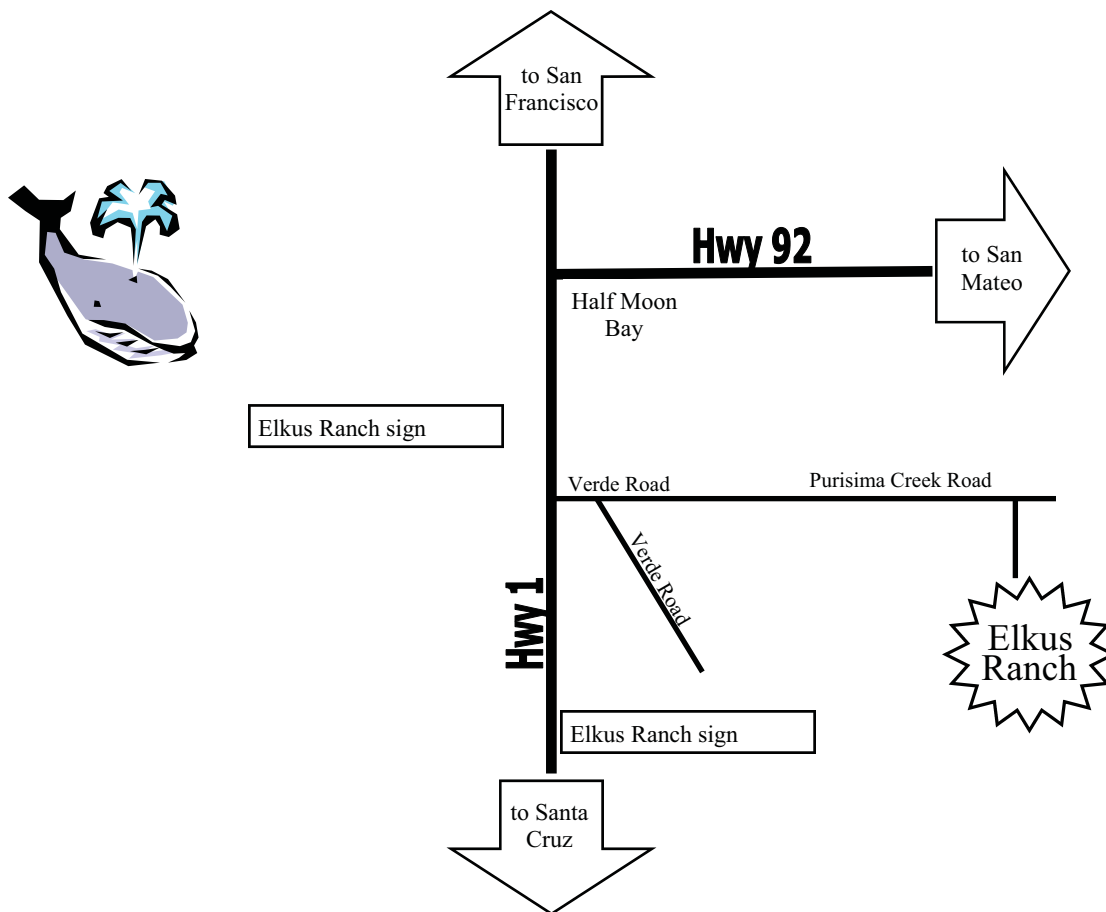 to San
Francisco
Hwy 92
to San
Mateo
Half Moon
Bay
Elkus Ranch sign
Verde Road
Purisima Creek Road
Verde Road
Hwy 1
Elkus
Ranch
Elkus Ranch sign
to Santa
Cruz